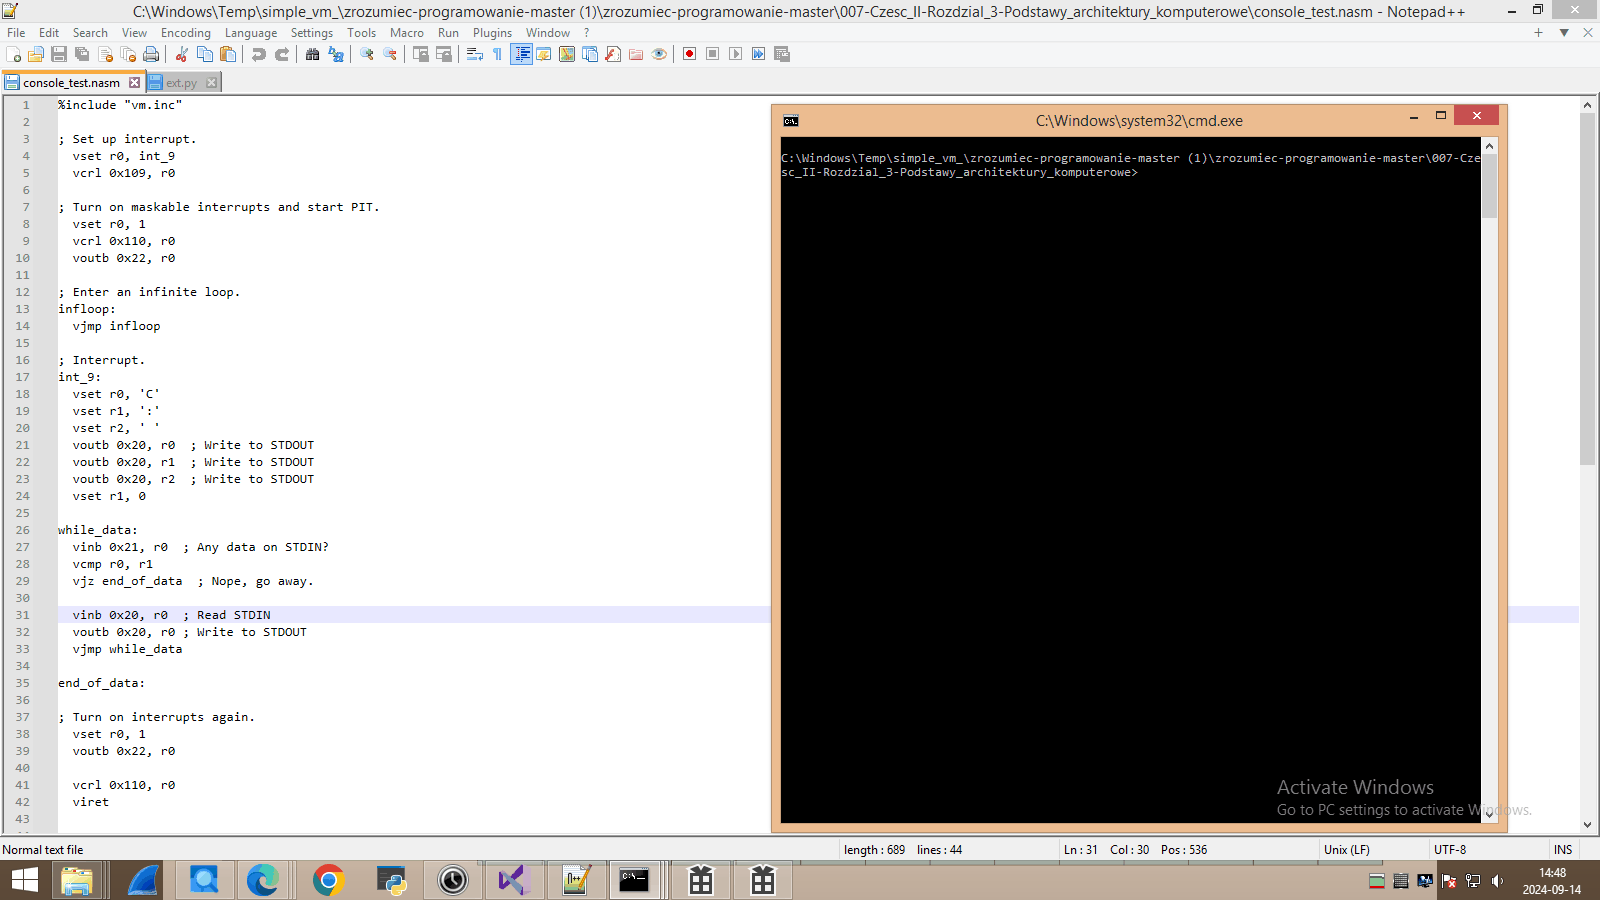 C:\Windows\Temp\simple_vm_\zrozumiec-programowanie-master (1)\zrozumiec-programowanie-master\007-Czesc_II-Rozdzial_3-Podstawy_architektury_komputerowe\console_test.nasm - Notepad++
File Edit Search View Encoding Language Settings Tools Macro Run Plugins Window ?
console_test.nasm ext.py
1 %include "vm.inc"
2
3 ; Set up interrupt.
4 vset r0, int_9
5 vcrl 0x109, r0
6
7 ; Turn on maskable interrupts and start PIT.
8 vset r0, 1
9 vcrl 0x110, r0
10 voutb 0x22, r0
11
12 ; Enter an infinite loop.
13 infloop:
14 vjmp infloop
15
16 ; Interrupt.
17 int_9:
18 vset r0, 'C'
19 vset r1, ':'
20 vset r2, ' '
21 voutb 0x20, r0 ; Write to STDOUT
22 voutb 0x20, r1 ; Write to STDOUT
23 voutb 0x20, r2 ; Write to STDOUT
24 vset r1, 0
25
26 while_data:
27 vinb 0x21, r0 ; Any data on STDIN?
28 vcmp r0, r1
29 vjz end_of_data ; Nope, go away.
30
31 vinb 0x20, r0 ; Read STDIN
32 voutb 0x20, r0 ; Write to STDOUT
33 vjmp while_data
34
35 end_of_data:
36
37 ; Turn on interrupts again.
38 vset r0, 1
39 voutb 0x22, r0
40
41 vcrl 0x110, r0
42 viret
43
C:\Windows\system32\cmd.exe
C:\Windows\Temp\simple_vm_\zrozumiec-programowanie-master (1)\zrozumiec-programowanie-master\007-Cze
sc_II-Rozdzial_3-Podstawy_architektury_komputerowe>
Activate Windows
Go to PC settings to activate Windows.
Normal text file length : 689 lines : 44 Ln : 31 Col : 30 Pos : 536 Unix (LF) UTF-8 INS
14:48
2024-09-14